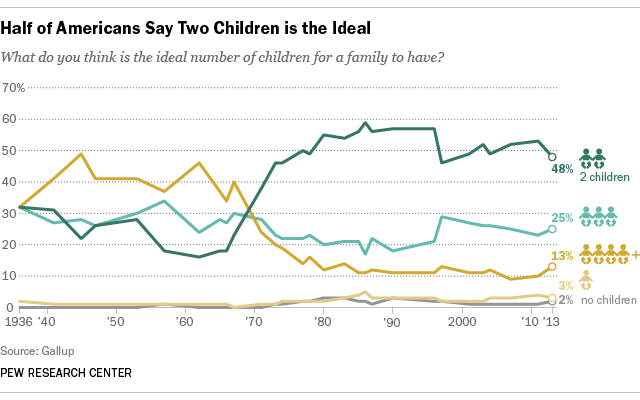 Half of Americans Say Two Children is the Ideal
What do you think is the ideal number of children for a family to have?
70%
60
50
40
30
20
10
0
48%
2 children
25%
13%
+
3%
2% no children
1936 '40 '50 '60 '70 '80 '90 2000 '10 '13
Source: Gallup
PEW RESEARCH CENTER